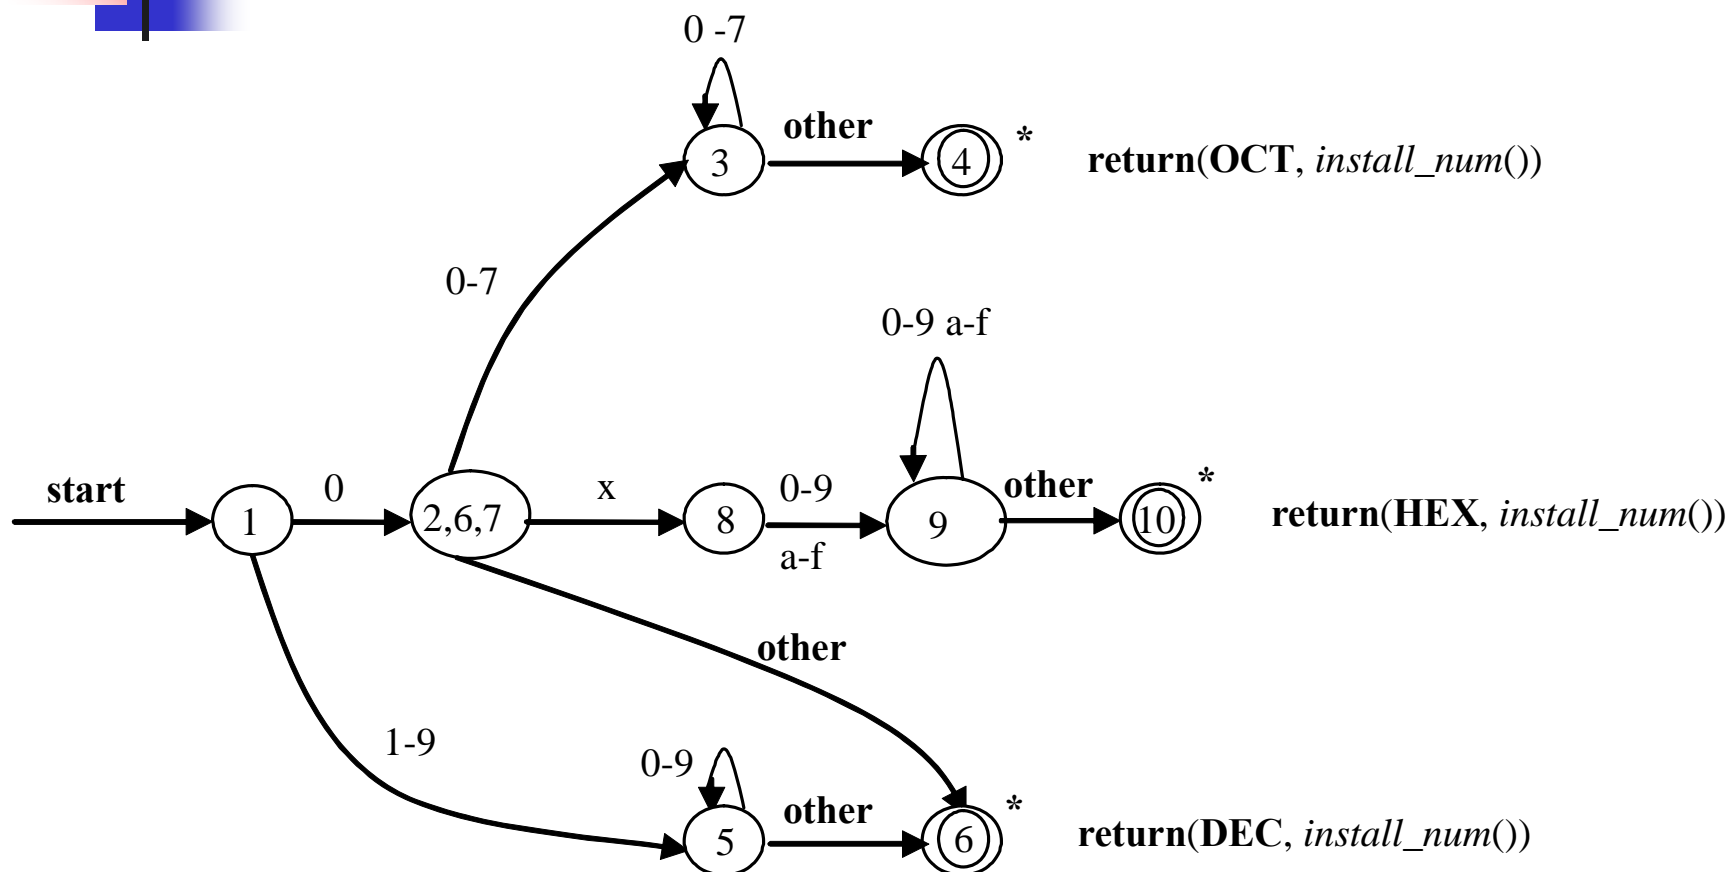 0 -7
other
3
4
*
return(OCT, install_num())
0-7
0-9 a-f
start
0
1
2,6,7
x
8
0-9
a-f
9
other
10
*
return(HEX, install_num())
other
1-9
0-9
5
other
6
*
return(DEC, install_num())